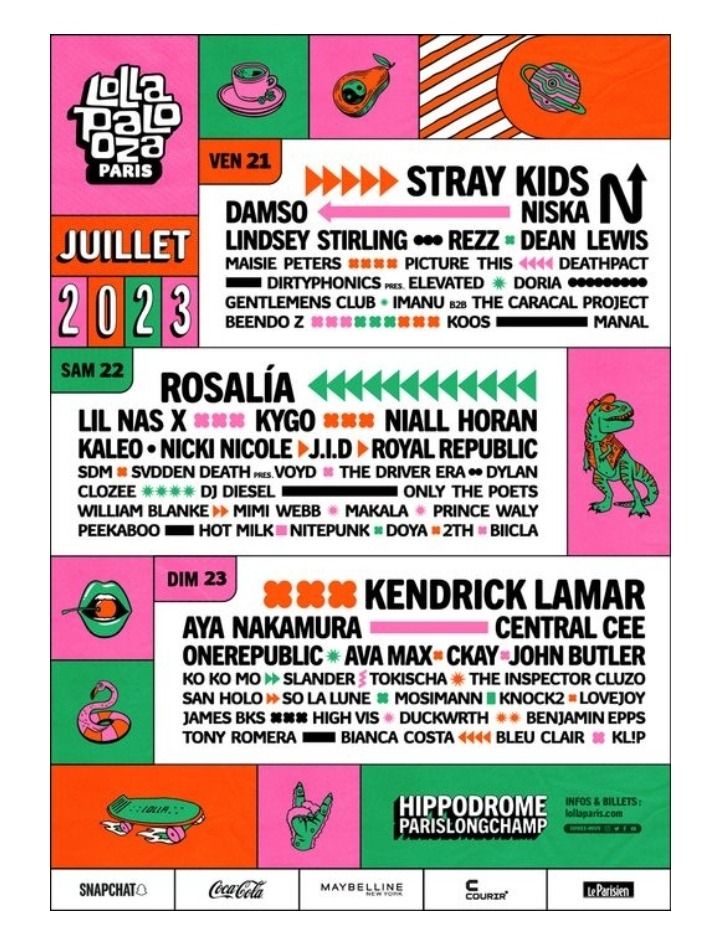 Lolla
Palo
oza
PARIS
JUILLET
2023
VEN 21
STRAY KIDS
DAMSO NISKA
LINDSEY STIRLING REZZ DEAN LEWIS
MAISIE PETERS PICTURE THIS DEATHPACT
DIRTYPHONICS PRES. ELEVATED DORIA
GENTLEMENS CLUB IMANU B2B THE CARACAL PROJECT
BEENDO Z KOOS MANAL
SAM 22
ROSALÍA
LIL NAS X KYGO NIALL HORAN
KALEO • NICKI NICOLE J.I.D ROYAL REPUBLIC
SDM SVDDEN DEATH PRES. VOYD THE DRIVER ERA DYLAN
CLOZEE DJ DIESEL ONLY THE POETS
WILLIAM BLANKE MIMI WEBB MAKALA PRINCE WALY
PEEKABOO HOT MILK NITEPUNK DOYA 2TH BIICLA
DIM 23
KENDRICK LAMAR
AYA NAKAMURA CENTRAL CEE
ONEREPUBLIC AVA MAX CKAY JOHN BUTLER
KO KO MO SLANDER TOKISCHA THE INSPECTOR CLUZO
SAN HOLO SO LA LUNE MOSIMANN KNOCK2 LOVEJOY
JAMES BKS HIGH VIS DUCKWRTH BENJAMIN EPPS
TONY ROMERA BIANCA COSTA BLEU CLAIR KL!P
LOLLA
HIPPODROME
PARISLONGCHAMP
INFOS & BILLETS :
lollaparis.com
SNAPCHAT
Coca-Cola
MAYBELLINE
NEW YORK
C
COURIR
Le Parisien